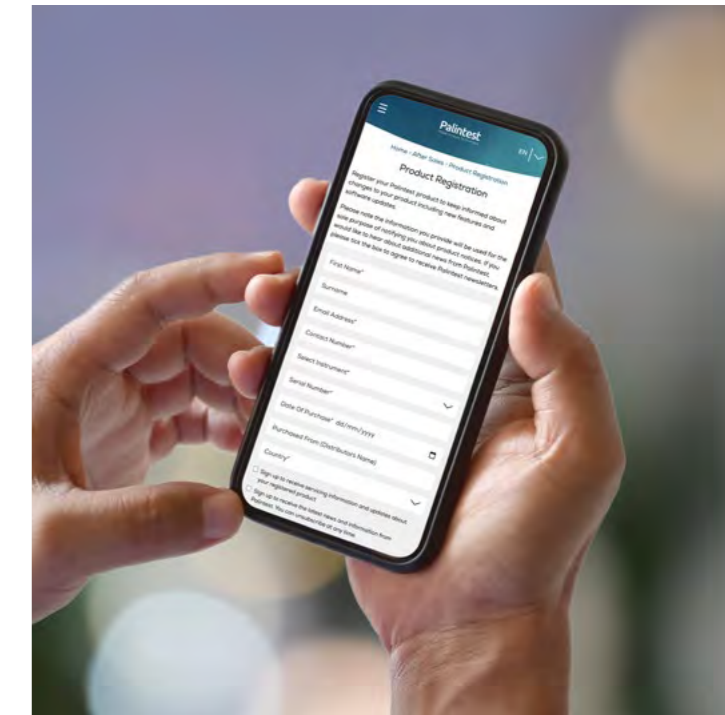 Palintest
EN
Home › After Sales › Product Registration
Product Registration
Register your Palintest product to keep informed about
changes to your product including new features and
software updates.
Please note the information you provide will be used for the
sole purpose of notifying you about product notices. If you
would like to hear about additional news from Palintest,
please tick the box to agree to receive Palintest newsletters.
First Name*
Surname
Email Address*
Contact Number*
Select Instrument*
Serial Number*
Date Of Purchase* dd/mm/yyyy
Purchased From (Distributors Name)
Country*
Sign up to receive servicing information and updates about
your registered product
Sign up to receive the latest news and information from
Palintest. You can unsubscribe at any time.